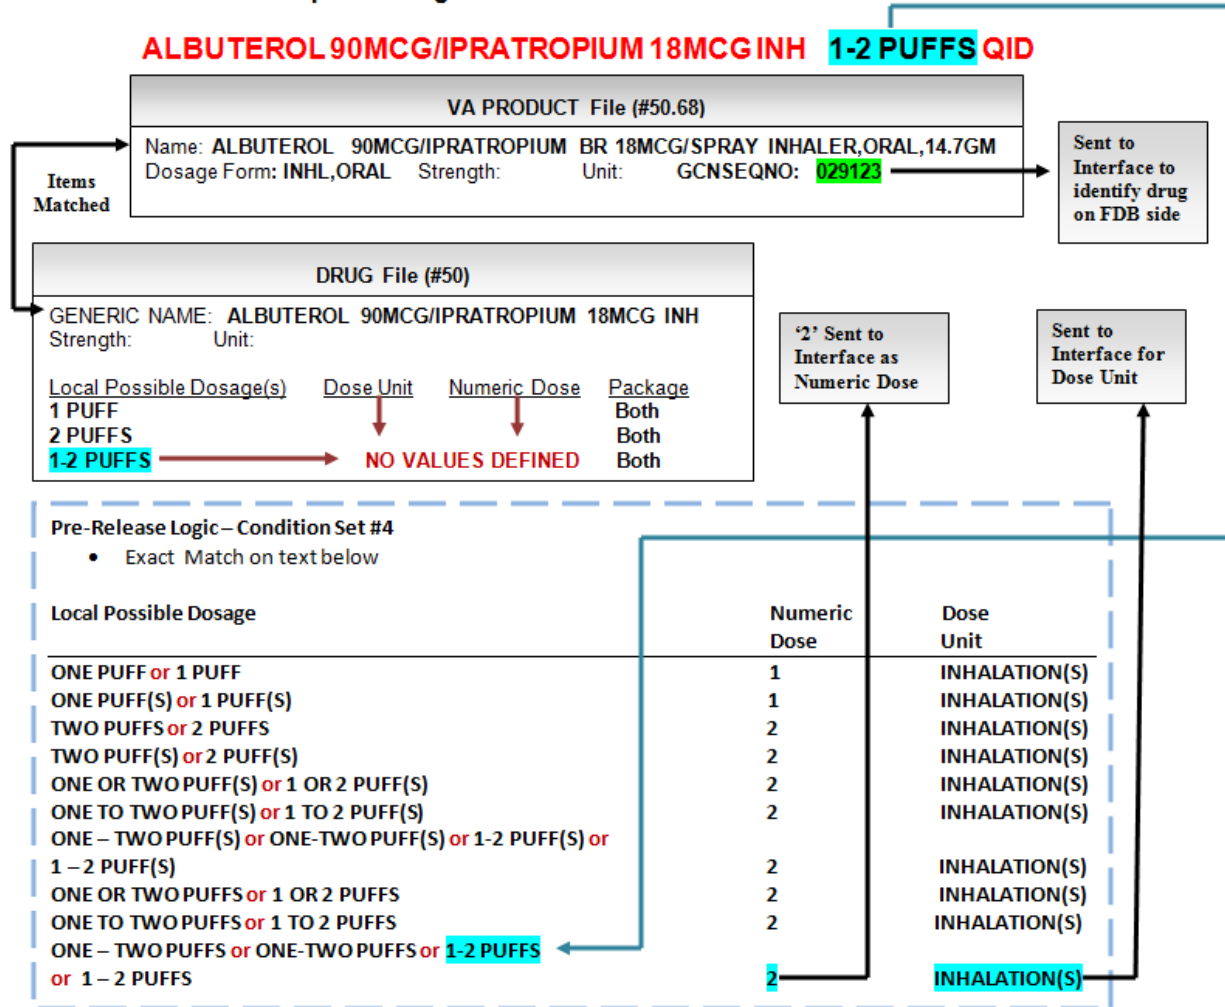 ALBUTEROL 90MCG/IPRATROPIUM 18MCG INH 1-2 PUFFS QID
VA PRODUCT File (#50.68)
Name: ALBUTEROL 90MCG/IPRATROPIUM BR 18MCG/SPRAY INHALER,ORAL,14.7GM
Dosage Form: INHL,ORAL Strength: Unit: GCNSEQNO: 029123
Sent to
Interface to
identify drug
on FDB side
Items
Matched
DRUG File (#50)
GENERIC NAME: ALBUTEROL 90MCG/IPRATROPIUM 18MCG INH
Strength: Unit:
Local Possible Dosage(s) Dose Unit Numeric Dose Package
1 PUFF Both
2 PUFFS Both
1-2 PUFFS NO VALUES DEFINED Both
‘2’ Sent to
Interface as
Numeric Dose
Sent to
Interface for
Dose Unit
Pre-Release Logic – Condition Set #4
• Exact Match on text below
Local Possible Dosage Numeric Dose
Dose Unit
ONE PUFF or 1 PUFF 1 INHALATION(S)
ONE PUFF(S) or 1 PUFF(S) 1 INHALATION(S)
TWO PUFFS or 2 PUFFS 2 INHALATION(S)
TWO PUFF(S) or 2 PUFF(S) 2 INHALATION(S)
ONE OR TWO PUFF(S) or 1 OR 2 PUFF(S) 2 INHALATION(S)
ONE TO TWO PUFF(S) or 1 TO 2 PUFF(S) 2 INHALATION(S)
ONE – TWO PUFF(S) or ONE-TWO PUFF(S) or 1-2 PUFF(S) or
1 – 2 PUFF(S) 2 INHALATION(S)
ONE OR TWO PUFFS or 1 OR 2 PUFFS 2 INHALATION(S)
ONE TO TWO PUFFS or 1 TO 2 PUFFS 2 INHALATION(S)
ONE – TWO PUFFS or ONE-TWO PUFFS or 1-2 PUFFS
or 1 – 2 PUFFS 2 INHALATION(S)